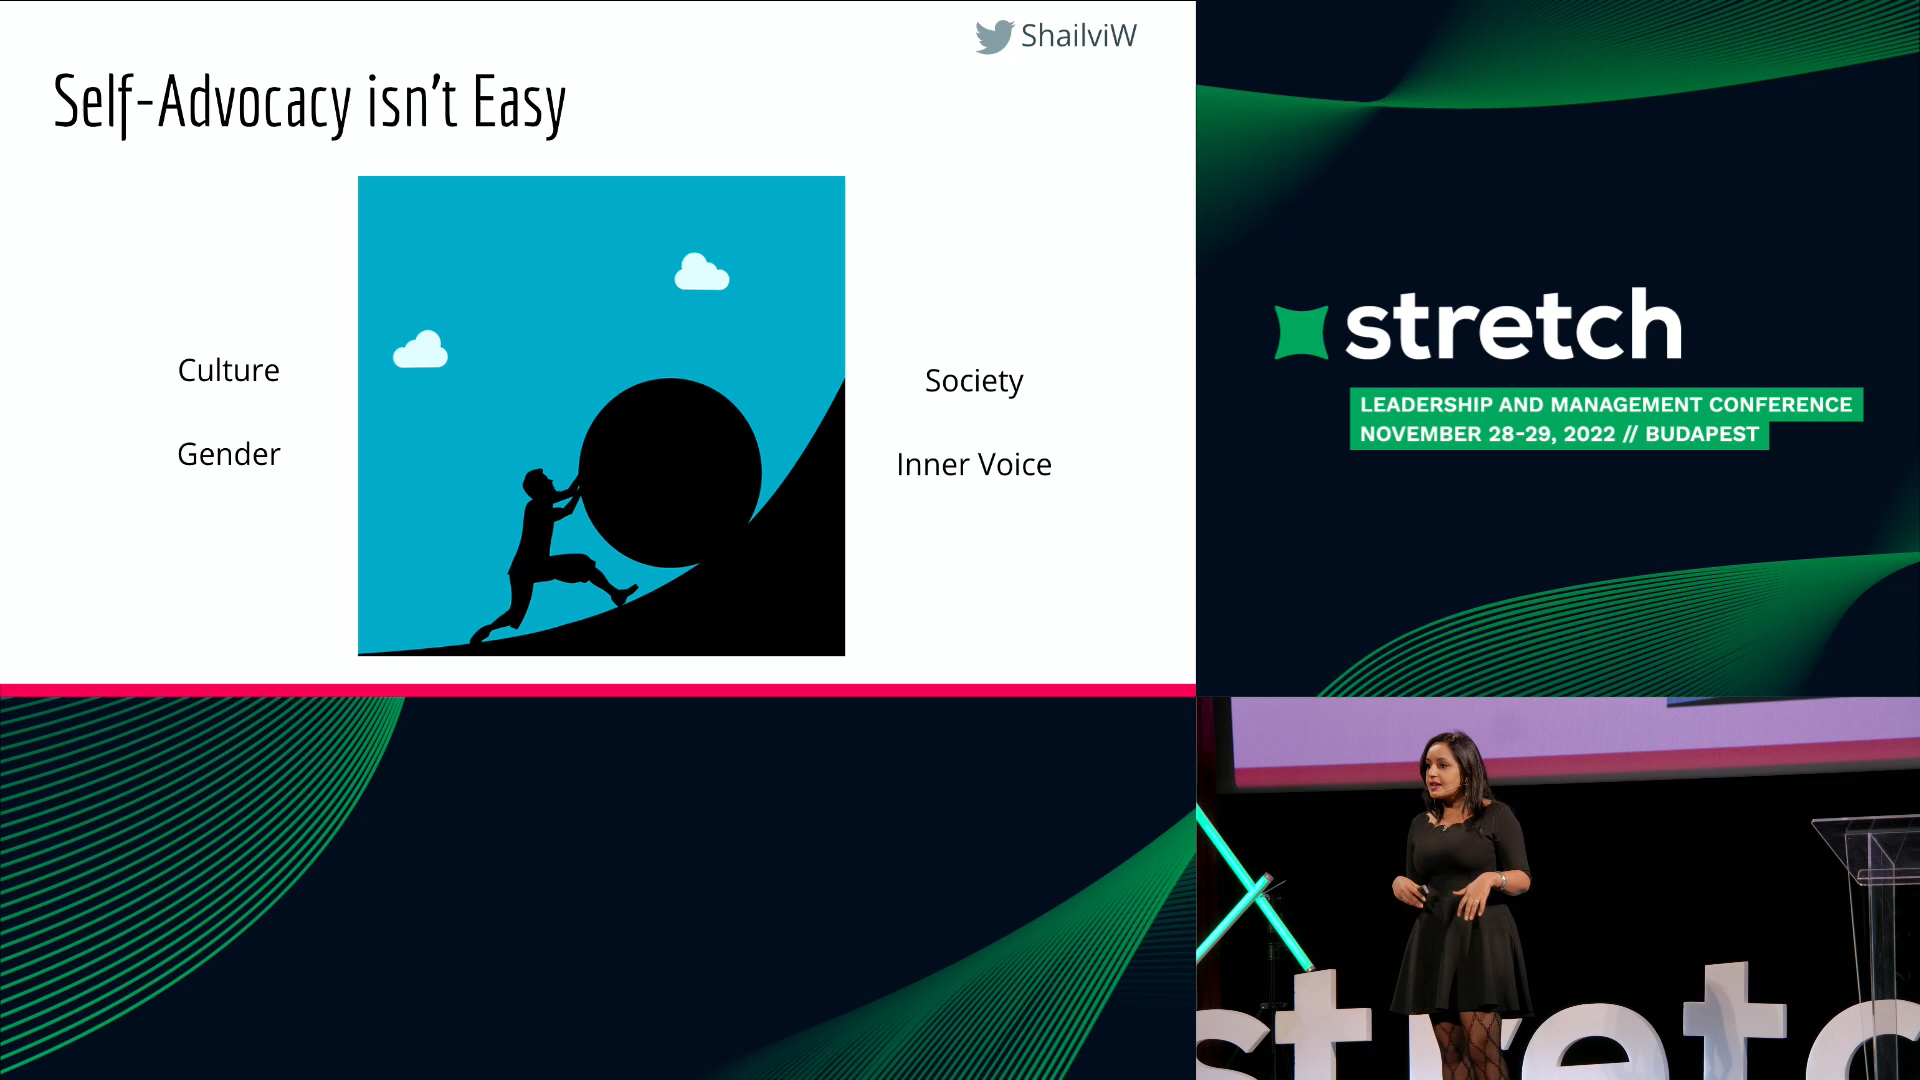 ShailviW
Self-Advocacy isn't Easy
Culture
Gender
Society
Inner Voice
stretch
LEADERSHIP AND MANAGEMENT CONFERENCE
NOVEMBER 28-29, 2022 // BUDAPEST
stretc